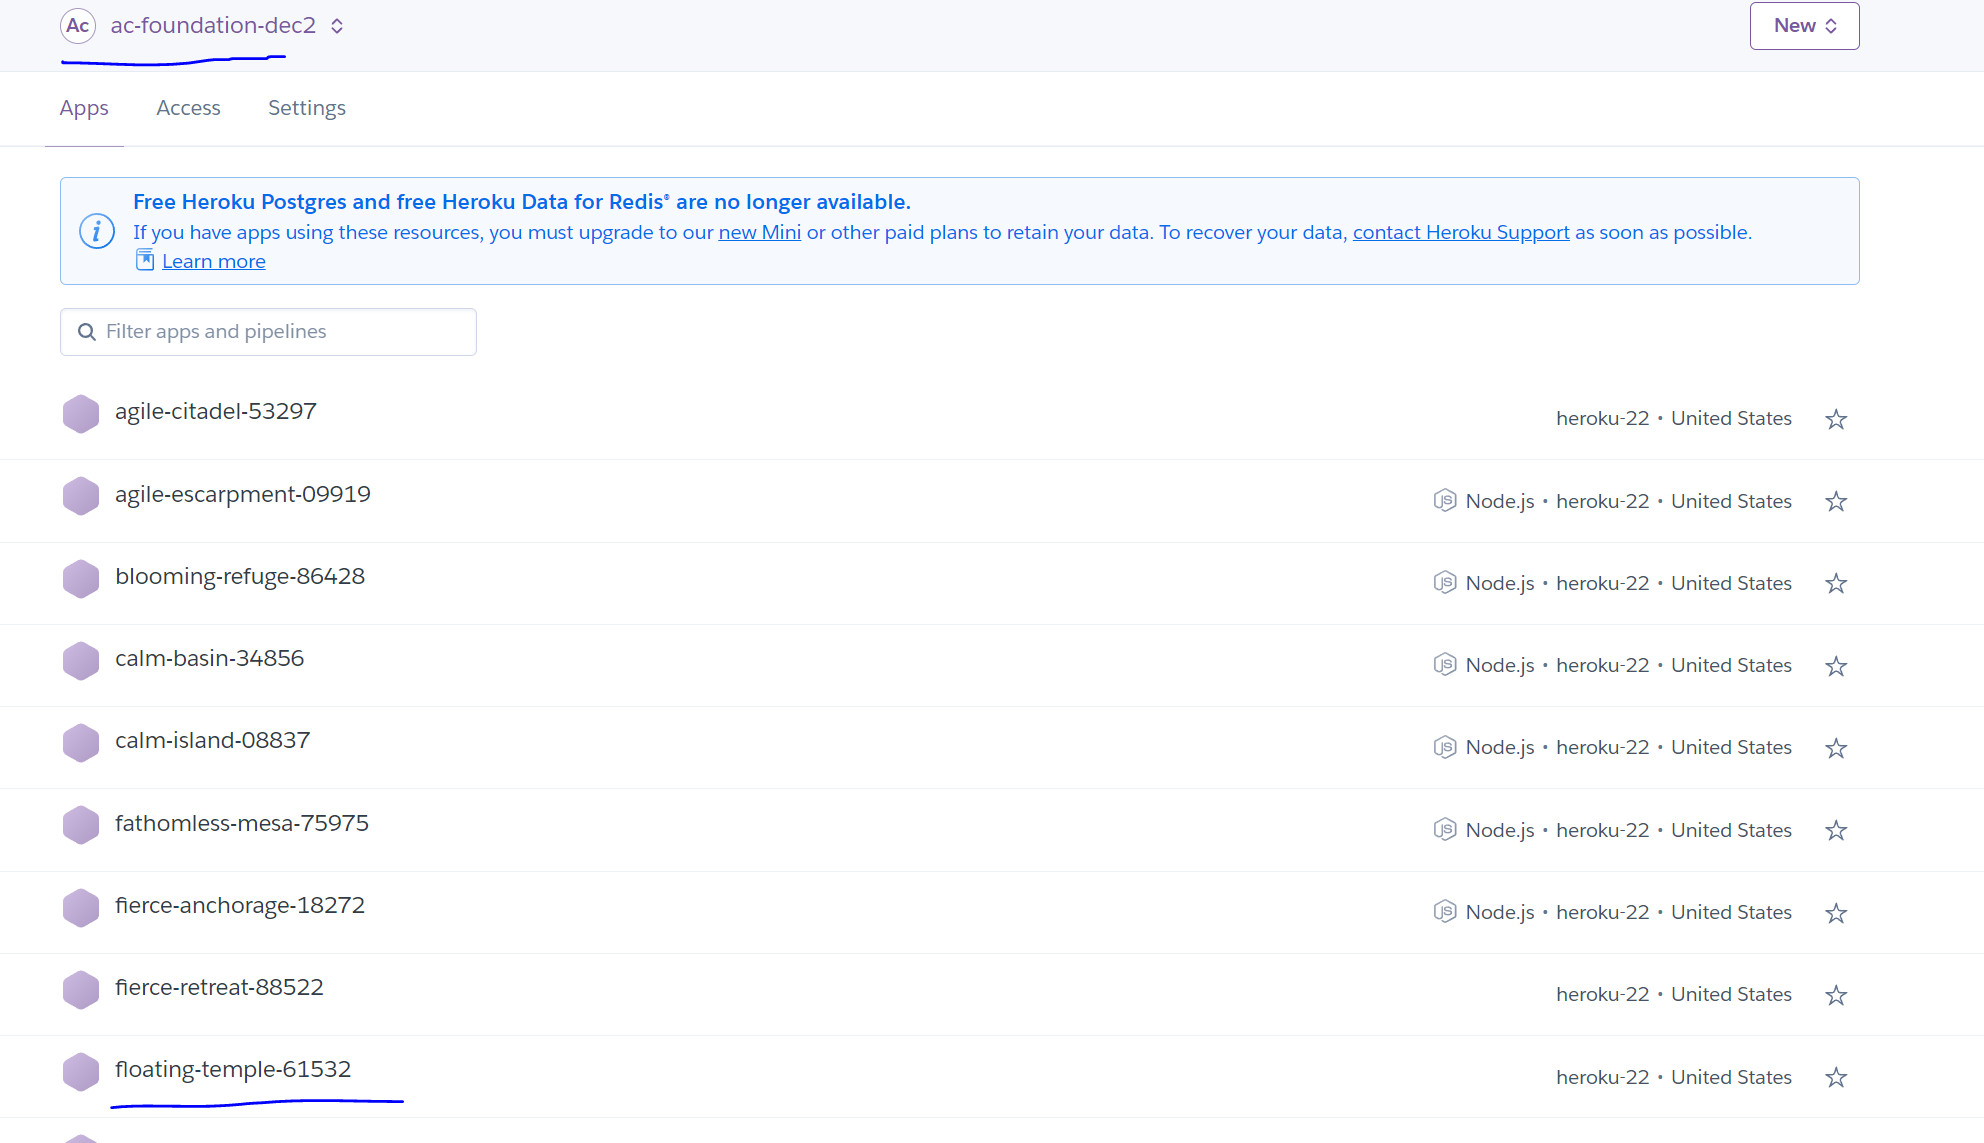 Ac ac-foundation-dec2 New
Apps Access Settings
Free Heroku Postgres and free Heroku Data for Redis® are no longer available.
If you have apps using these resources, you must upgrade to our new Mini or other paid plans to retain your data. To recover your data, contact Heroku Support as soon as possible.
Learn more
Filter apps and pipelines
agile-citadel-53297 heroku-22 • United States
agile-escarpment-09919 Node.js • heroku-22 • United States
blooming-refuge-86428 Node.js • heroku-22 • United States
calm-basin-34856 Node.js • heroku-22 • United States
calm-island-08837 Node.js • heroku-22 • United States
fathomless-mesa-75975 Node.js • heroku-22 • United States
fierce-anchorage-18272 Node.js • heroku-22 • United States
fierce-retreat-88522 heroku-22 • United States
floating-temple-61532 heroku-22 • United States